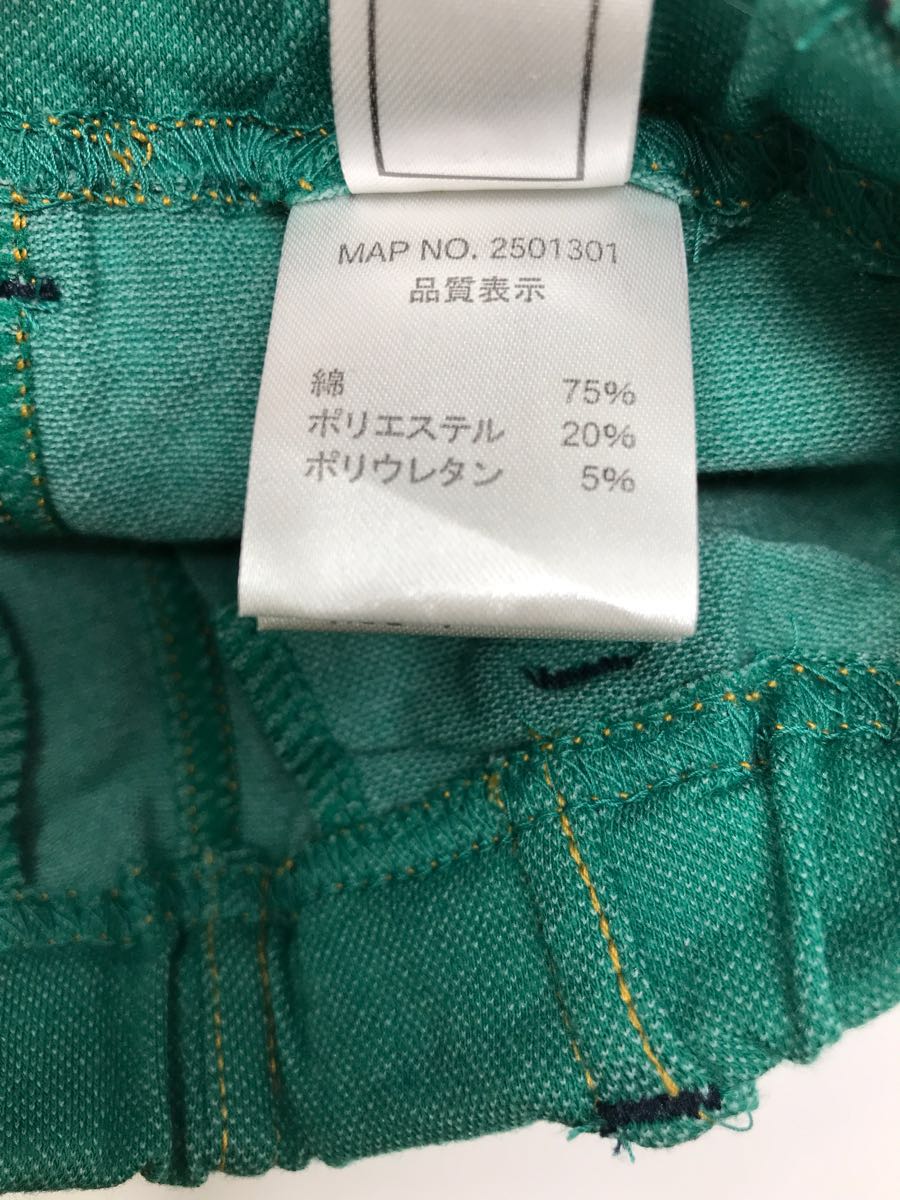 MAP NO. 2501301
品質表示
綿 75%
ポリエステル 20%
ポリウレタン 5%